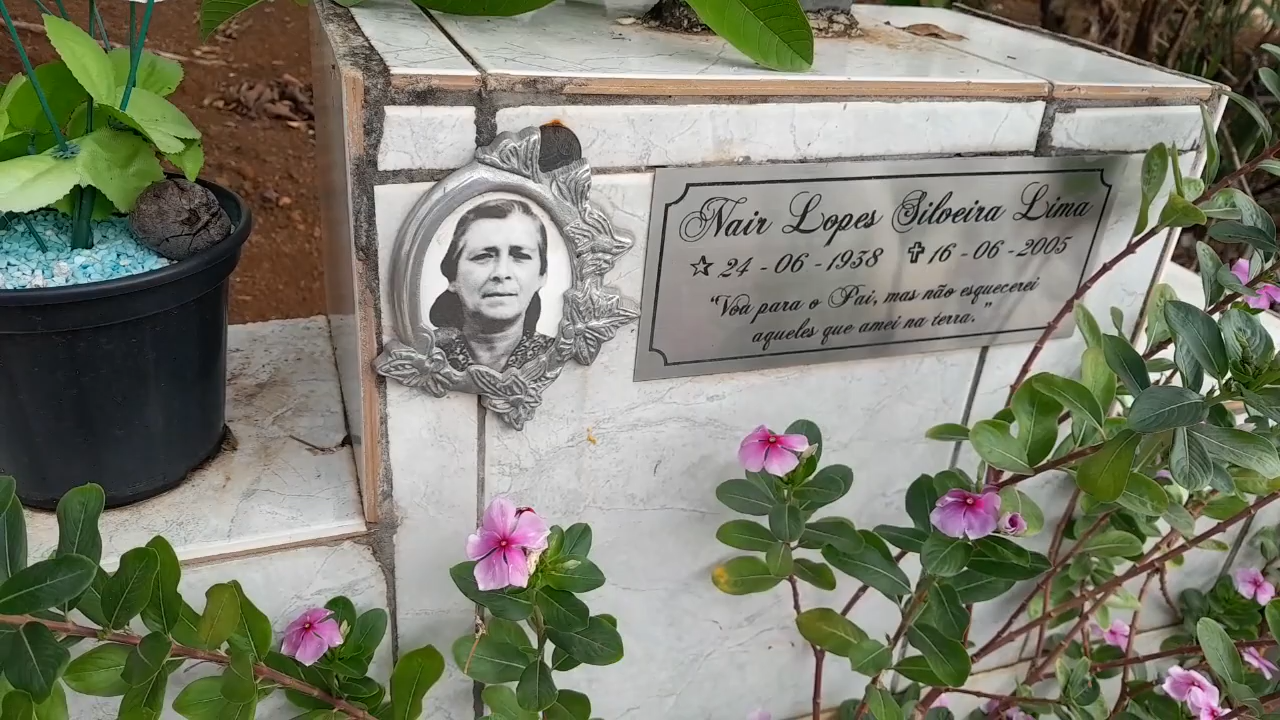 Nair Lopes Silveira Lima
☆ 24 - 06 - 1938 ✞ 16 - 06 - 2005
"Vou para o Pai, mas não esquecerei
aqueles que amei na terra."